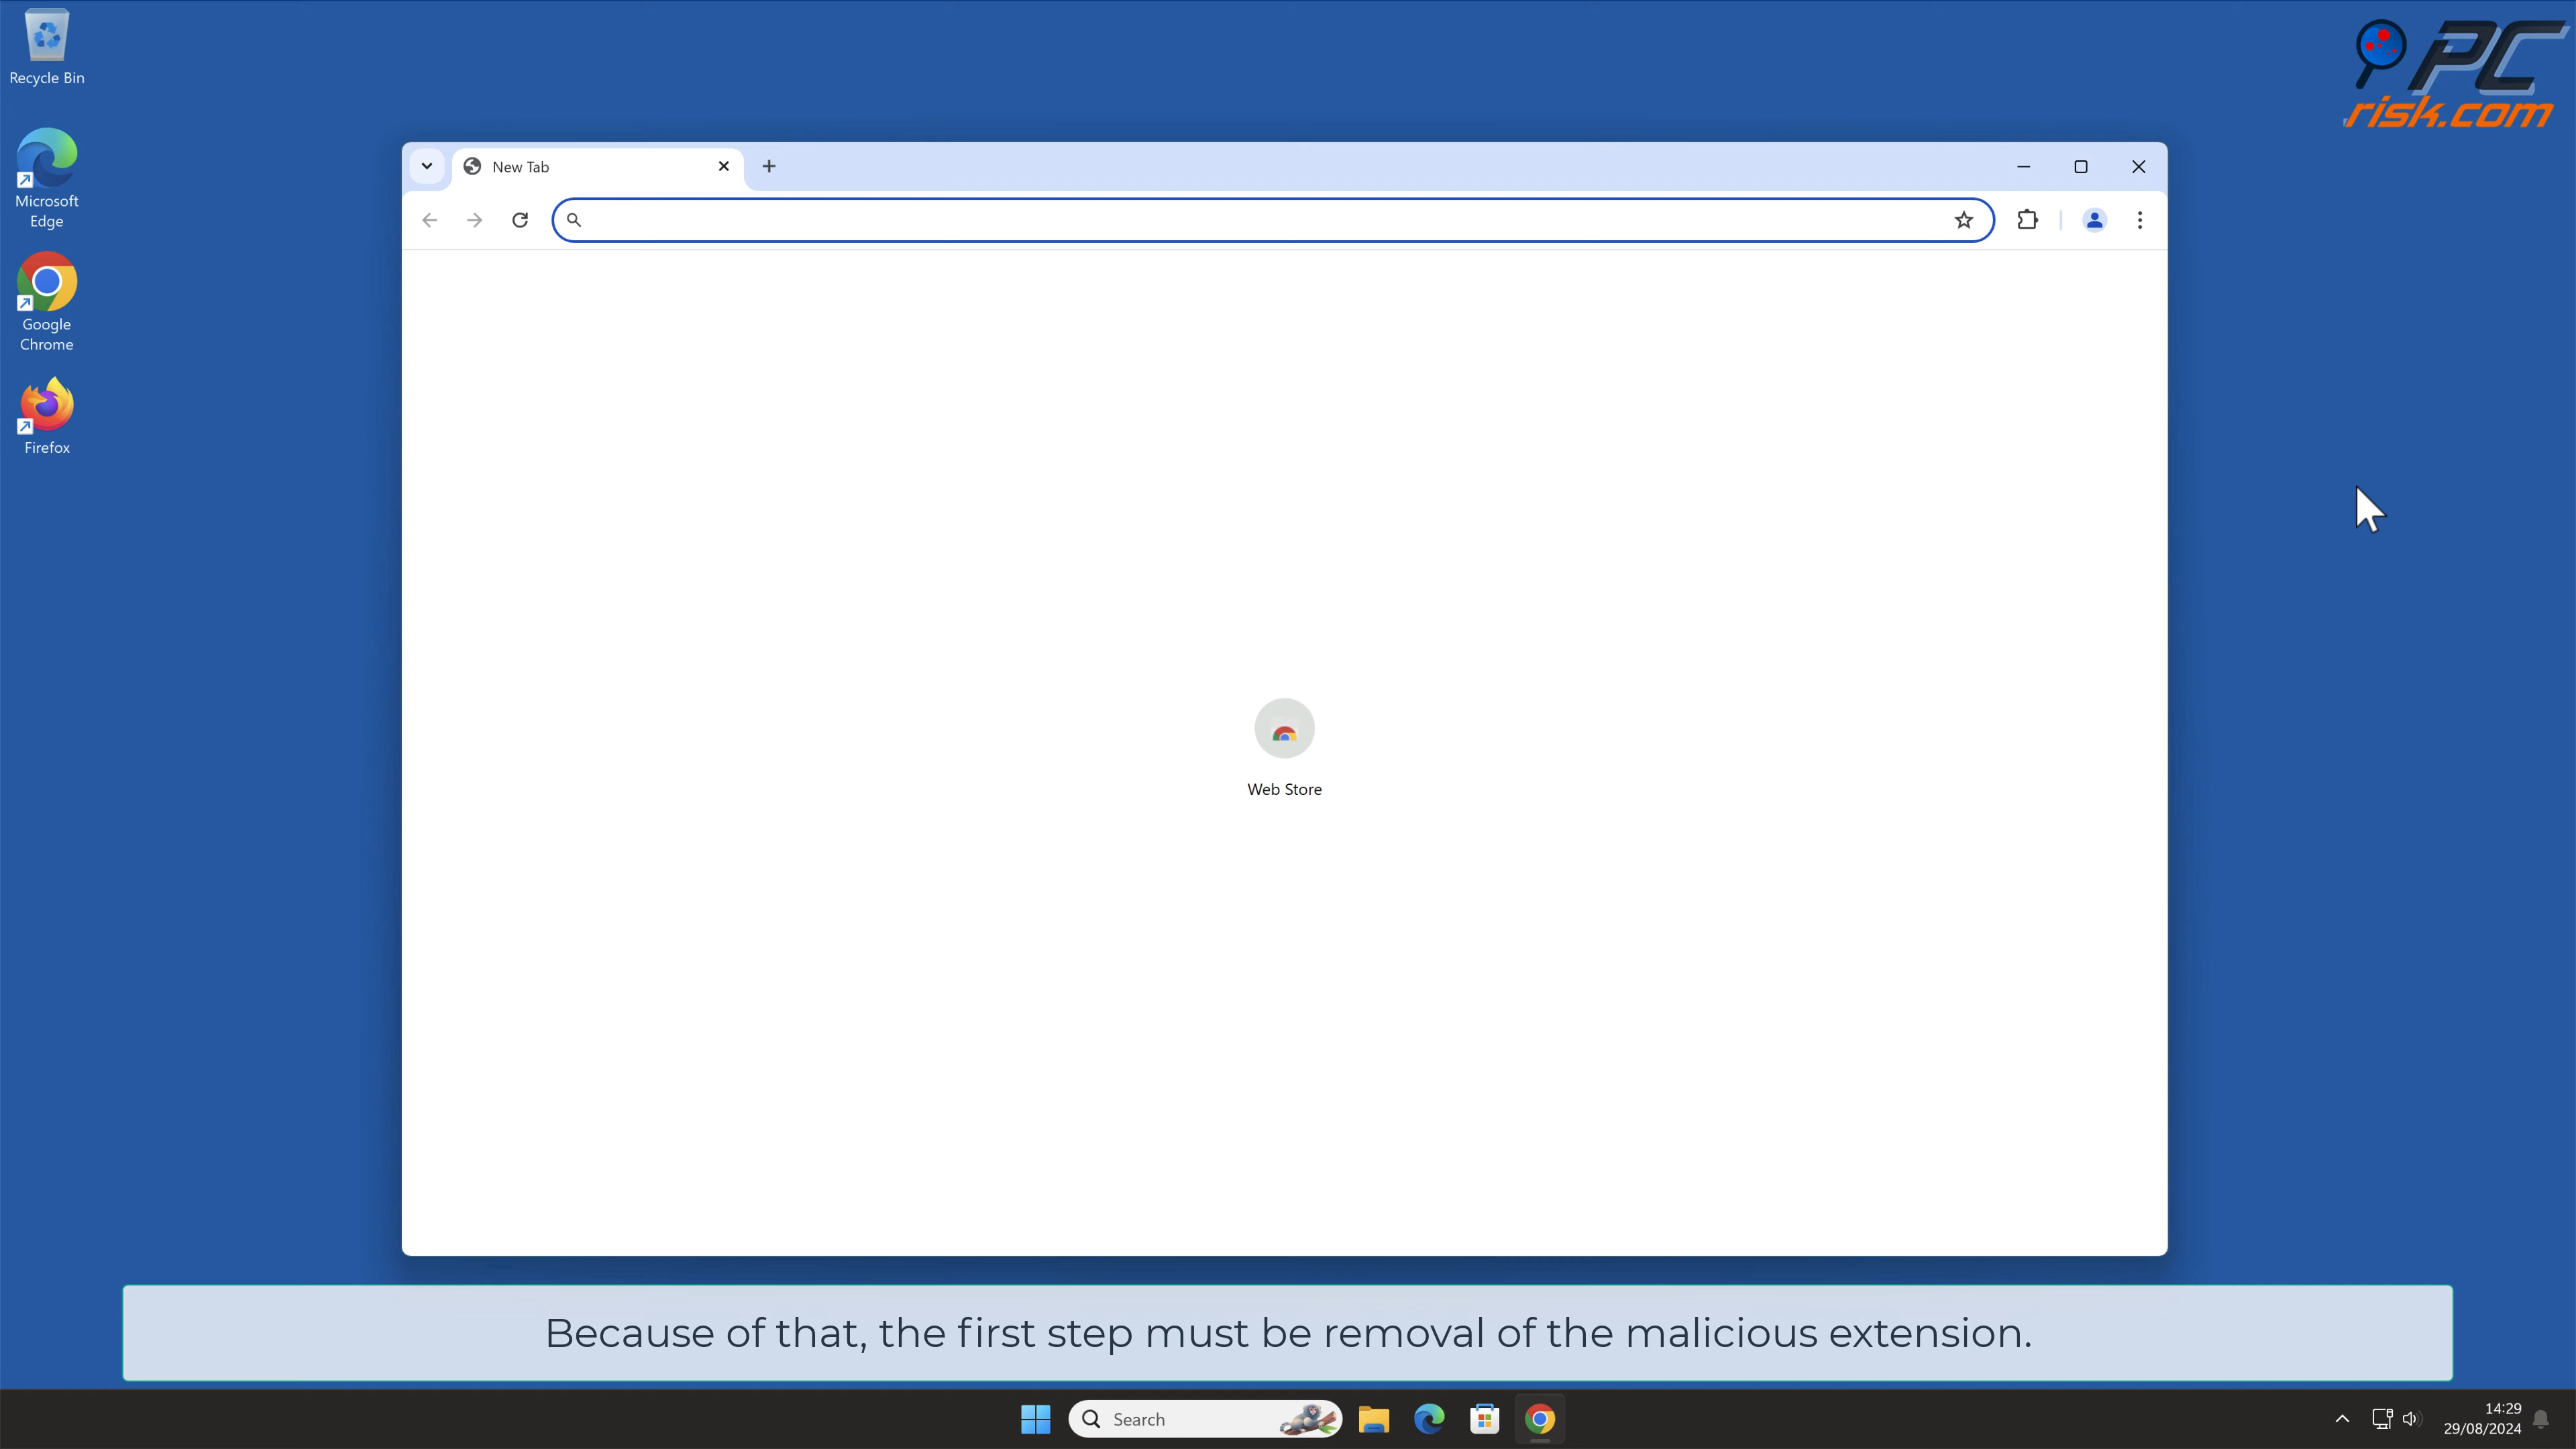 Recycle Bin
Microsoft
Edge
Google
Chrome
Firefox
PC
risk.com
New Tab
Web Store
Because of that, the first step must be removal of the malicious extension.
Search
14:29
29/08/2024